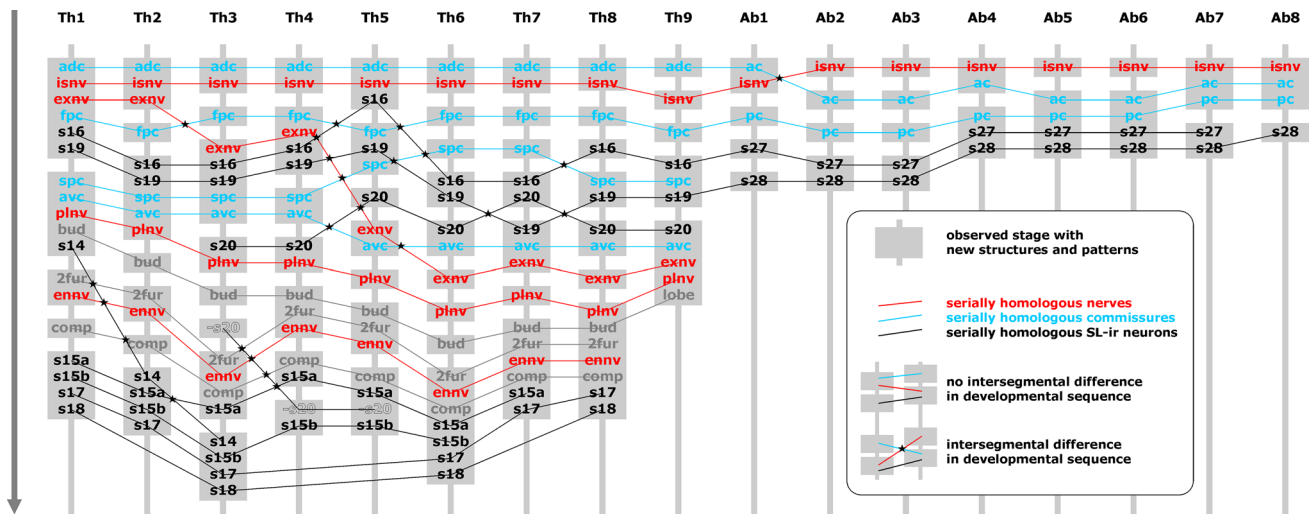 Th1 Th2 Th3 Th4 Th5 Th6 Th7 Th8 Th9 Ab1 Ab2 Ab3 Ab4 Ab5 Ab6 Ab7 Ab8
adc adc adc adc adc adc adc adc adc ac isnv isnv isnv isnv isnv isnv isnv
isnv isnv isnv isnv isnv isnv isnv isnv isnv ac ac ac
exnv exnv s16 isnv ac ac ac ac pc pc
fpc fpc fpc fpc fpc fpc pc pc pc pc
s16 fpc exnv fpc fpc pc pc s27 s27 s27 s27 s28
s19 exnv s16 s19 spc spc s16 s27 s28 s28 s28 s28
s16 s16 s19 spc s16 s27 s27
spc s19 s19 s16 s16 spc spc s28 s28 s28
avc spc spc spc s20 s19 s20 s19 s19
plnv avc avc avc
bud plnv exnv s20 s19 s20 s20
s14 s20 s20 avc avc avc avc avc
bud plnv plnv exnv exnv
2fur plnv exnv exnv plnv
ennv 2fur bud bud plnv lobe
ennv 2fur bud plnv plnv
comp -s20 ennv 2fur bud bud
comp ennv bud 2fur 2fur
s15a 2fur comp ennv ennv
s15b s14 ennv s15a comp 2fur comp comp
s17 s15a comp s15a ennv s15a s17
s18 s15b s15a -s20 -s20 comp s17 s18
s17 s15b s15b s15a
s14 s15b
s15b s17
s17 s18
s18
observed stage with
new structures and patterns
serially homologous nerves
serially homologous commissures
serially homologous SL-ir neurons
no intersegmental difference
in developmental sequence
intersegmental difference
in developmental sequence